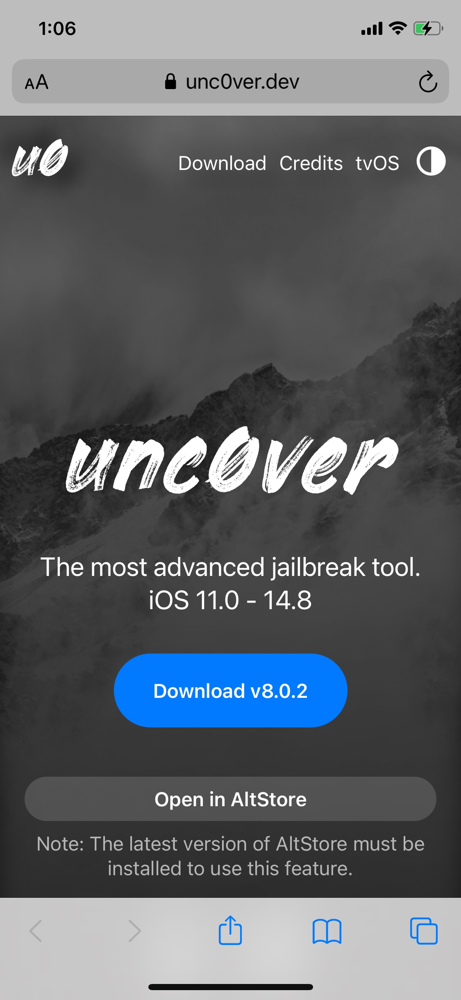 1:06
AA unc0ver.dev
u0 Download Credits tvOS
unc0ver
The most advanced jailbreak tool.
iOS 11.0 - 14.8
Download v8.0.2
Open in AltStore
Note: The latest version of AltStore must be
installed to use this feature.